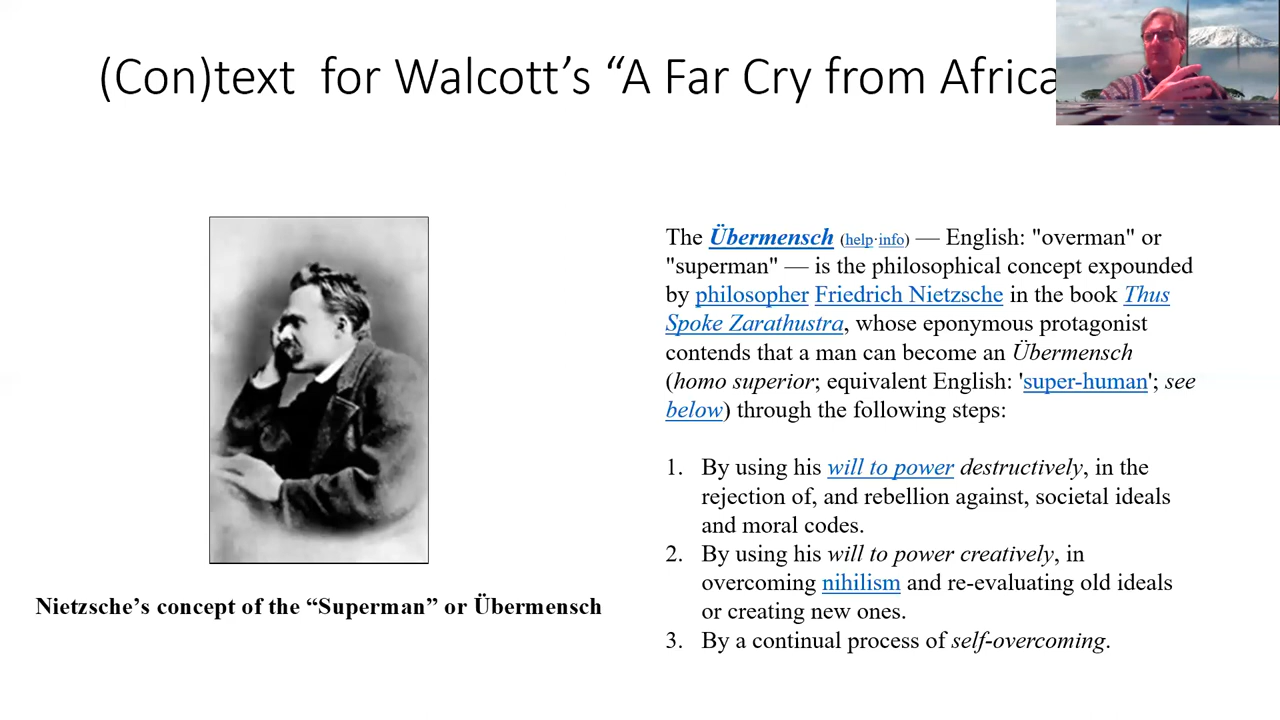 (Con)text for Walcott’s “A Far Cry from Africa
The Übermensch (help·info) — English: "overman" or
"superman" — is the philosophical concept expounded
by philosopher Friedrich Nietzsche in the book Thus
Spoke Zarathustra, whose eponymous protagonist
contends that a man can become an Übermensch
(homo superior; equivalent English: 'super-human'; see
below) through the following steps:
1. By using his will to power destructively, in the
rejection of, and rebellion against, societal ideals
and moral codes.
2. By using his will to power creatively, in
overcoming nihilism and re-evaluating old ideals
or creating new ones.
3. By a continual process of self-overcoming.
Nietzsche’s concept of the “Superman” or Übermensch